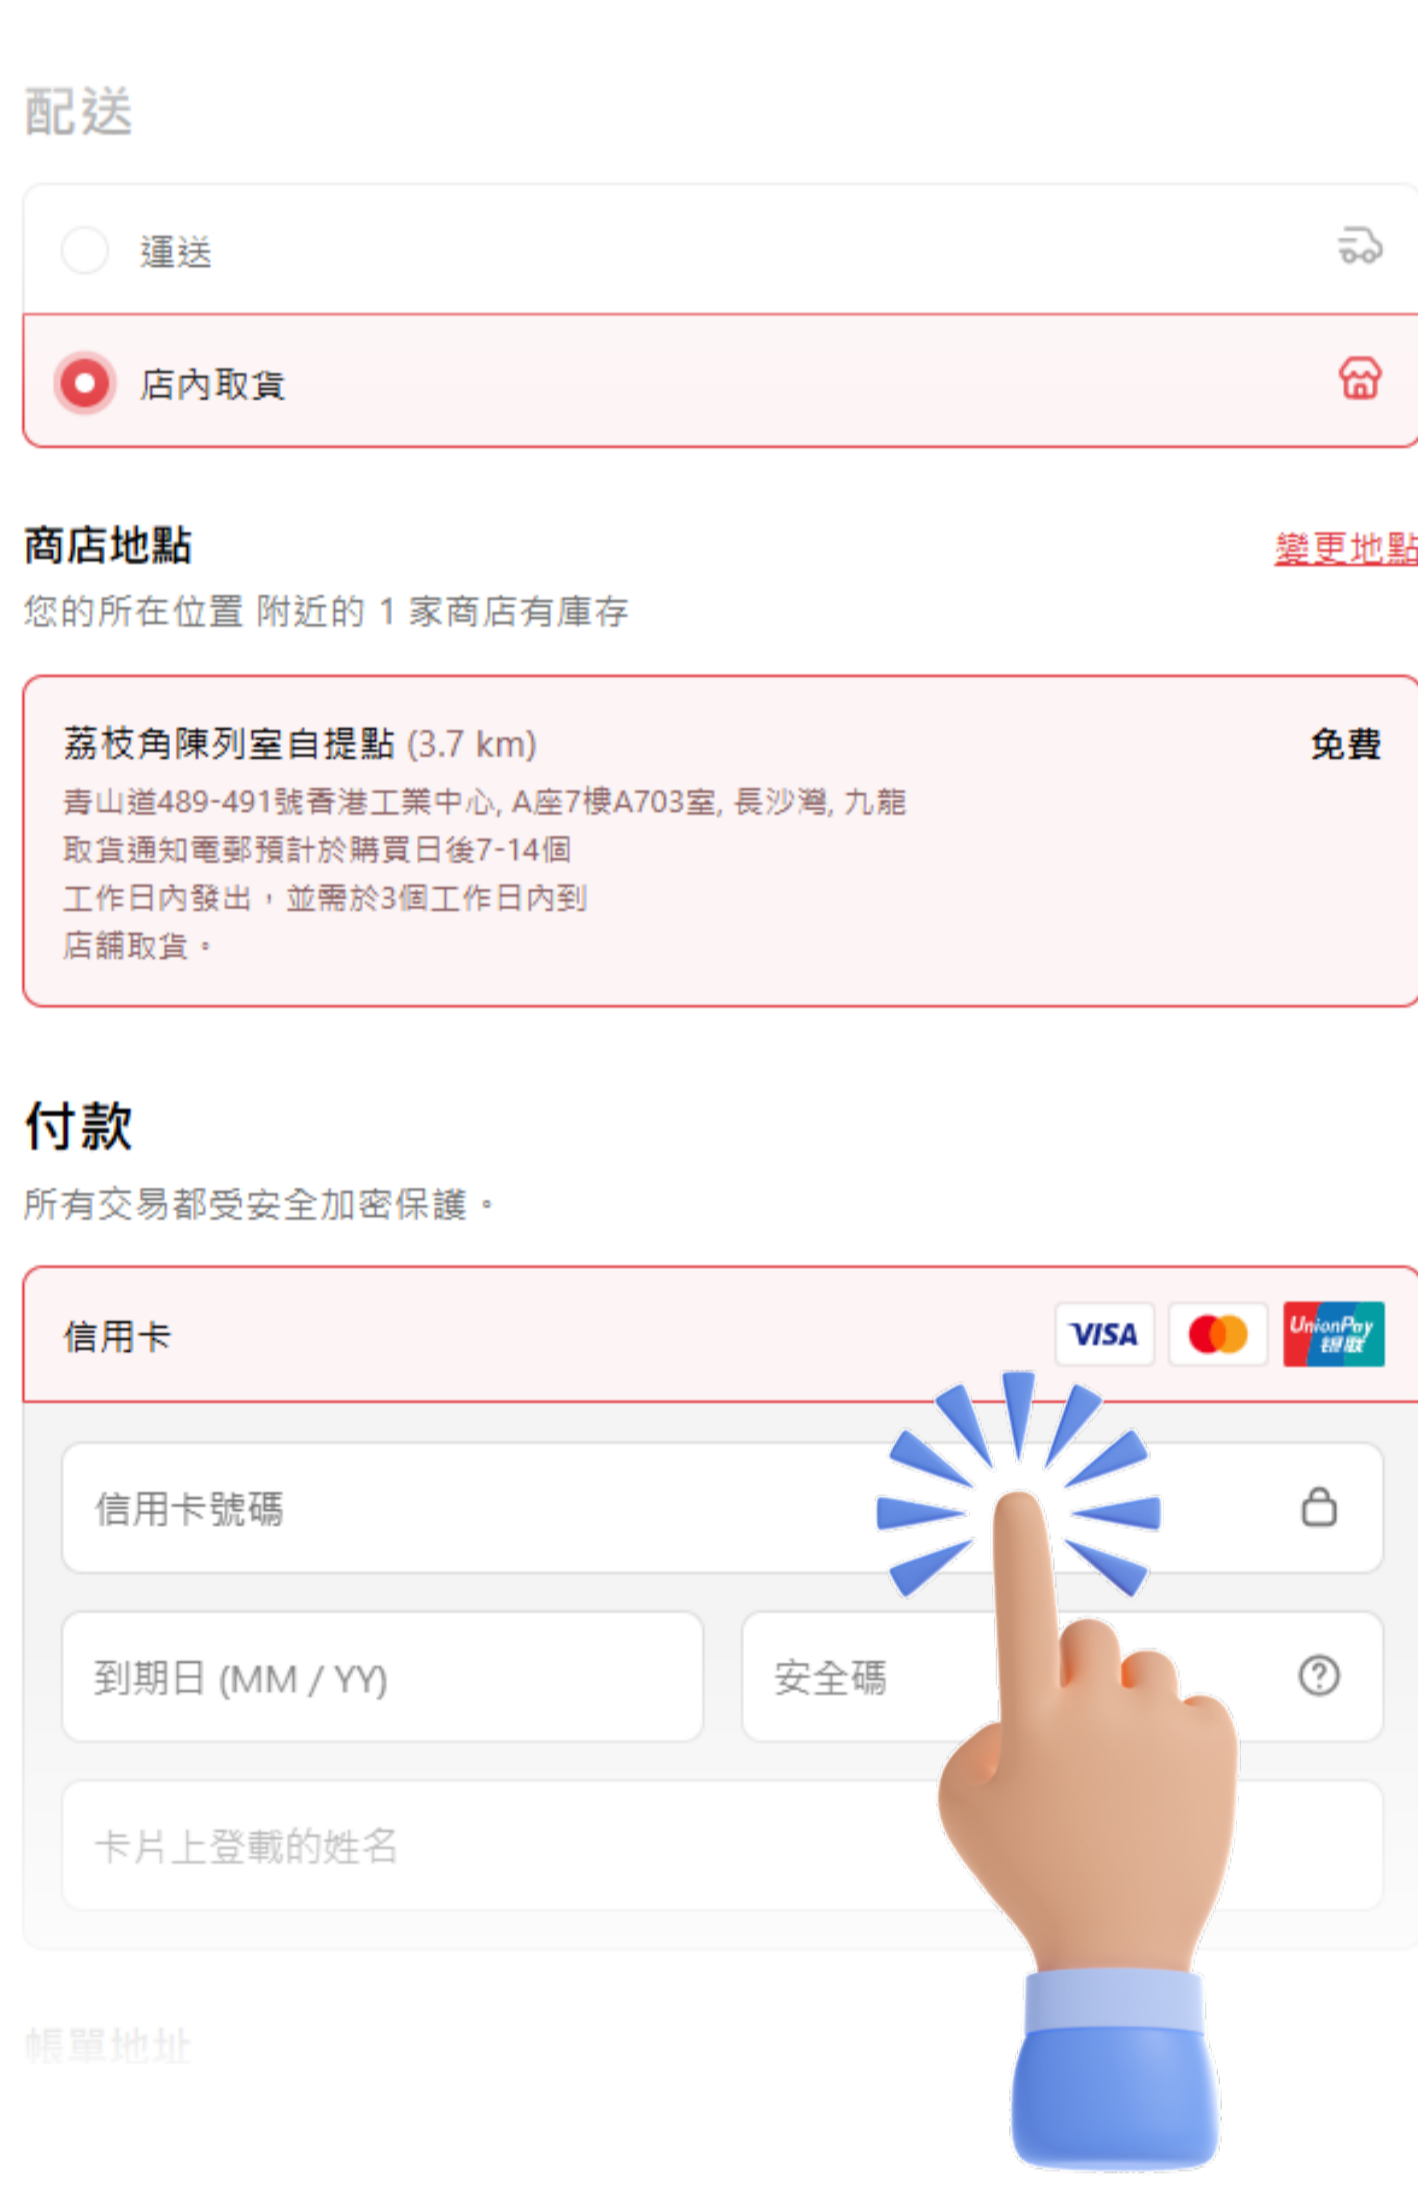 配送
運送
店內取貨
商店地點
變更地點
您的所在位置 附近的 1 家商店有庫存
荔枝角陳列室自提點 (3.7 km)
免費
青山道489-491號香港工業中心, A座7樓A703室, 長沙灣, 九龍
取貨通知電郵預計於購買日後7-14個
工作日內發出，並需於3個工作日內到
店舖取貨。
付款
所有交易都受安全加密保護。
信用卡
VISA
UnionPay
银联
信用卡號碼
到期日 (MM / YY)
安全碼
卡片上登載的姓名
帳單地址